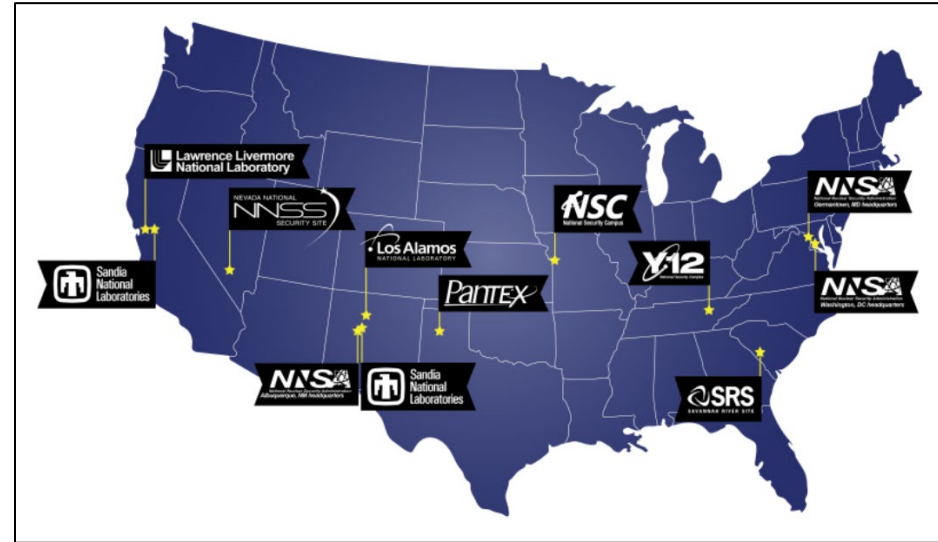 Lawrence Livermore
National Laboratory
NEVADA NATIONAL
NNSS
SECURITY SITE
Los Alamos
NATIONAL LABORATORY
NSC
National Security Campus
NNSA
National Nuclear Security Administration
Germantown, MD headquarters
Sandia
National
Laboratories
PANTEX
Y-12
National Security Complex
NNSA
National Nuclear Security Administration
Washington, DC headquarters
NNSA
National Nuclear Security Administration
Albuquerque, NM headquarters
Sandia
National
Laboratories
SRS
SAVANNAH RIVER SITE